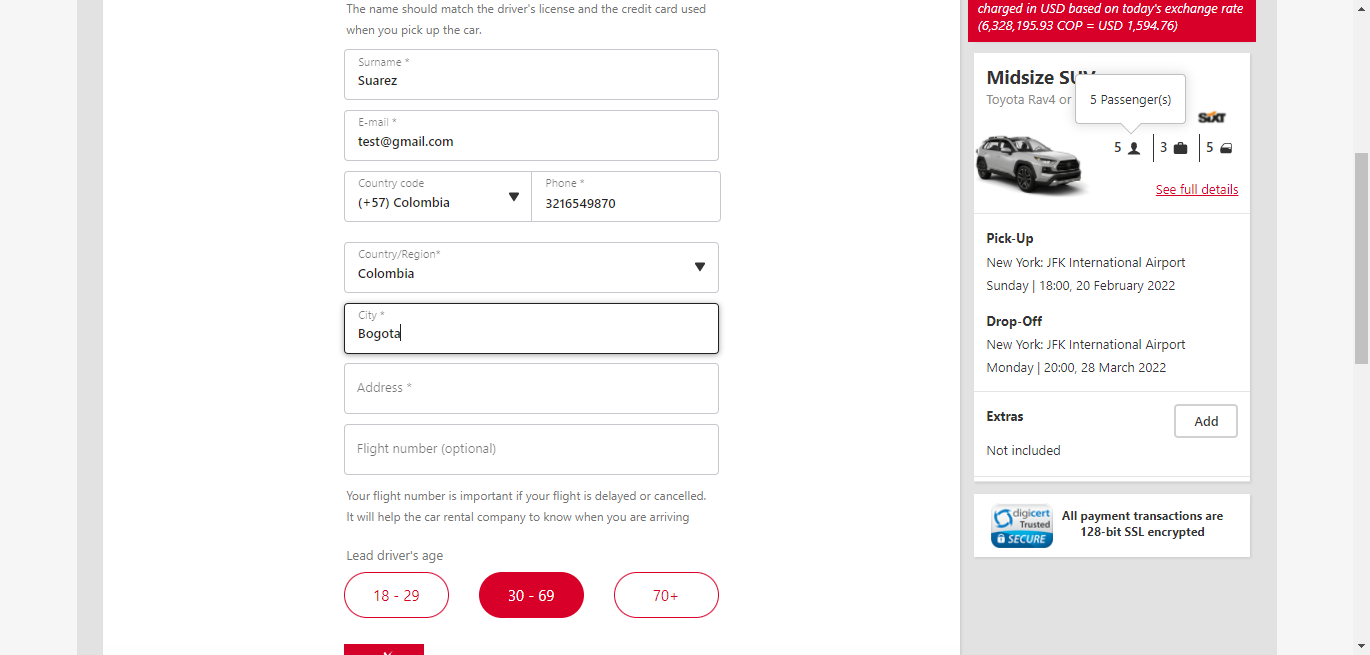 The name should match the driver's license and the credit card used
when you pick up the car.
Surname *
Suarez
E-mail *
test@gmail.com
Country code
(+57) Colombia
Phone *
3216549870
Country/Region*
Colombia
City *
Bogota
Address *
Flight number (optional)
Your flight number is important if your flight is delayed or cancelled.
It will help the car rental company to know when you are arriving
Lead driver's age
18 - 29
30 - 69
70+
charged in USD based on today's exchange rate
(6,328,195.93 COP = USD 1,594.76)
Midsize SUV
Toyota Rav4 or
5 Passenger(s)
SIXT
5
3
5
See full details
Pick-Up
New York: JFK International Airport
Sunday | 18:00, 20 February 2022
Drop-Off
New York: JFK International Airport
Monday | 20:00, 28 March 2022
Extras
Add
Not included
digicert
Trusted
SECURE
All payment transactions are
128-bit SSL encrypted